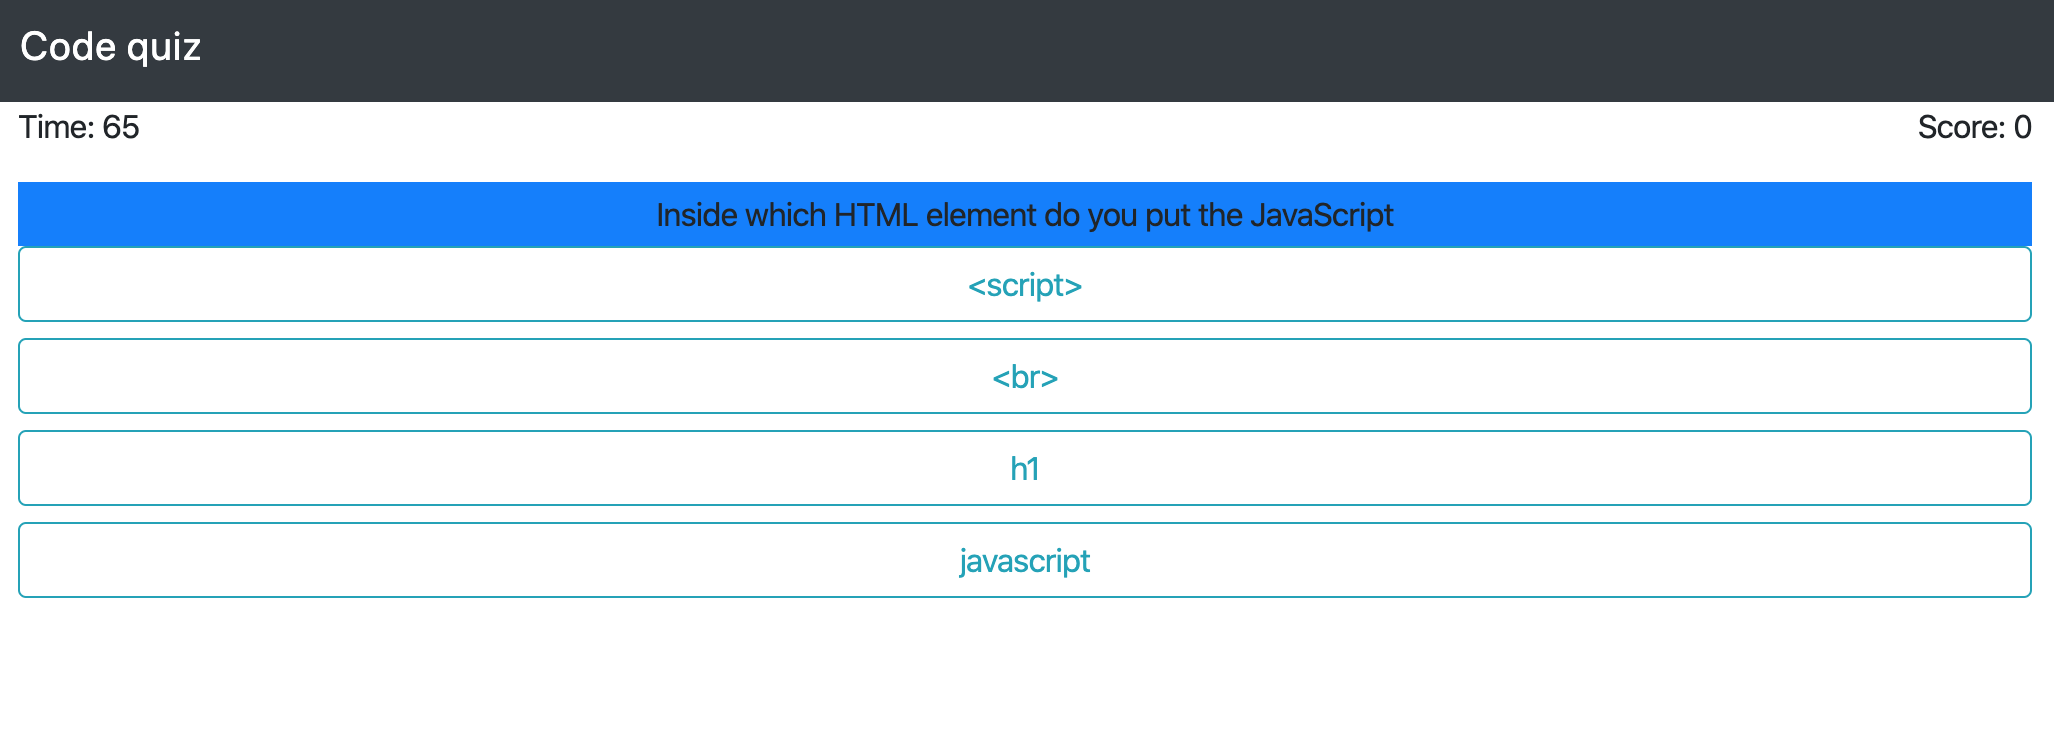 Code quiz
Time: 65 Score: 0
Inside which HTML element do you put the JavaScript
<script>
<br>
h1
javascript